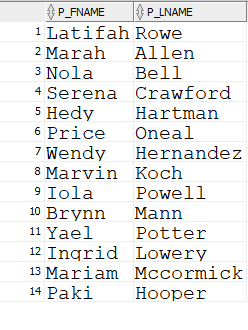 P_FNAME P_LNAME
1 Latifah Rowe
2 Marah Allen
3 Nola Bell
4 Serena Crawford
5 Hedy Hartman
6 Price Oneal
7 Wendy Hernandez
8 Marvin Koch
9 Iola Powell
10 Brynn Mann
11 Yael Potter
12 Ingrid Lowery
13 Mariam Mccormick
14 Paki Hooper